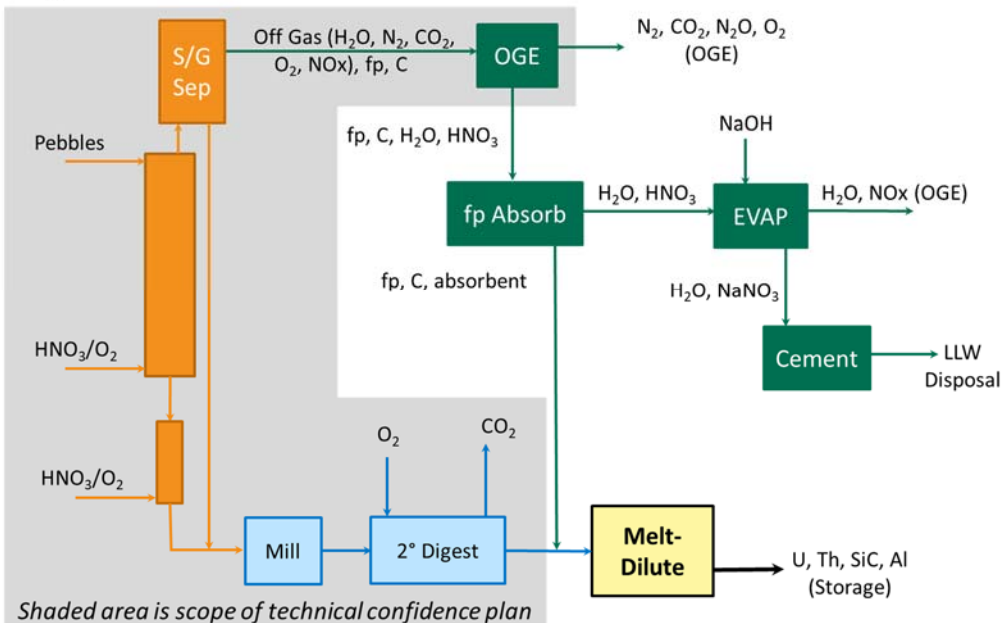 S/G
Sep
Off Gas (H₂O, N₂, CO₂,
O₂, NOx), fp, C
OGE
N₂, CO₂, N₂O, O₂
(OGE)
Pebbles
fp, C, H₂O, HNO₃
NaOH
fp Absorb
H₂O, HNO₃
EVAP
H₂O, NOx (OGE)
fp, C, absorbent
H₂O, NaNO₃
HNO₃/O₂
Cement
LLW
Disposal
O₂
CO₂
HNO₃/O₂
Mill
2° Digest
Melt-
Dilute
U, Th, SiC, Al
(Storage)
Shaded area is scope of technical confidence plan